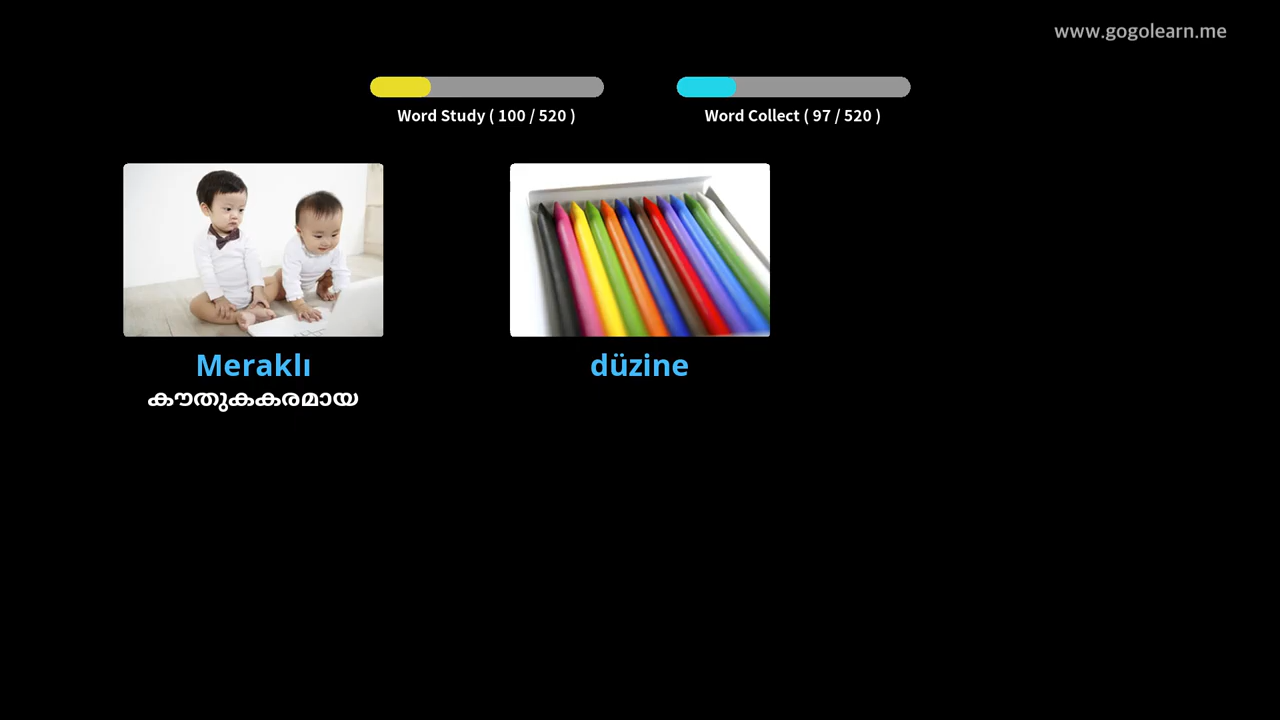 www.gogolearn.me
Word Study ( 100 / 520 )
Word Collect ( 97 / 520 )
Meraklı
കൗതുകകരമായ
düzine